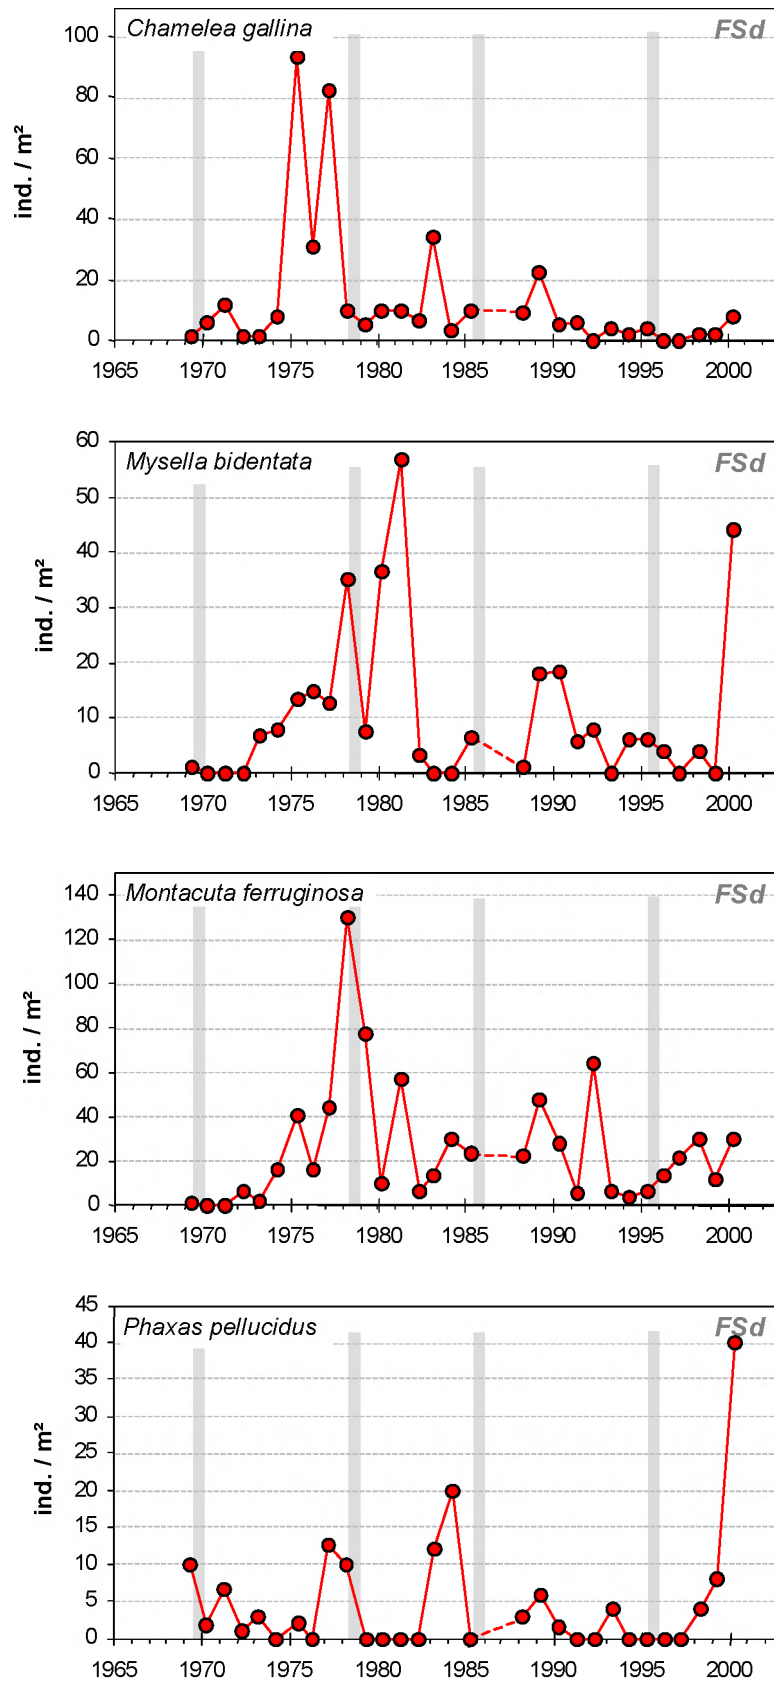 Chamelea gallina
FSd
100
80
60
40
20
0
ind. / m²
1965 1970 1975 1980 1985 1990 1995 2000
Mysella bidentata
FSd
60
50
40
30
20
10
0
ind. / m²
1965 1970 1975 1980 1985 1990 1995 2000
Montacuta ferruginosa
FSd
140
120
100
80
60
40
20
0
ind. / m²
1965 1970 1975 1980 1985 1990 1995 2000
Phaxas pellucidus
FSd
45
40
35
30
25
20
15
10
5
0
ind. / m²
1965 1970 1975 1980 1985 1990 1995 2000